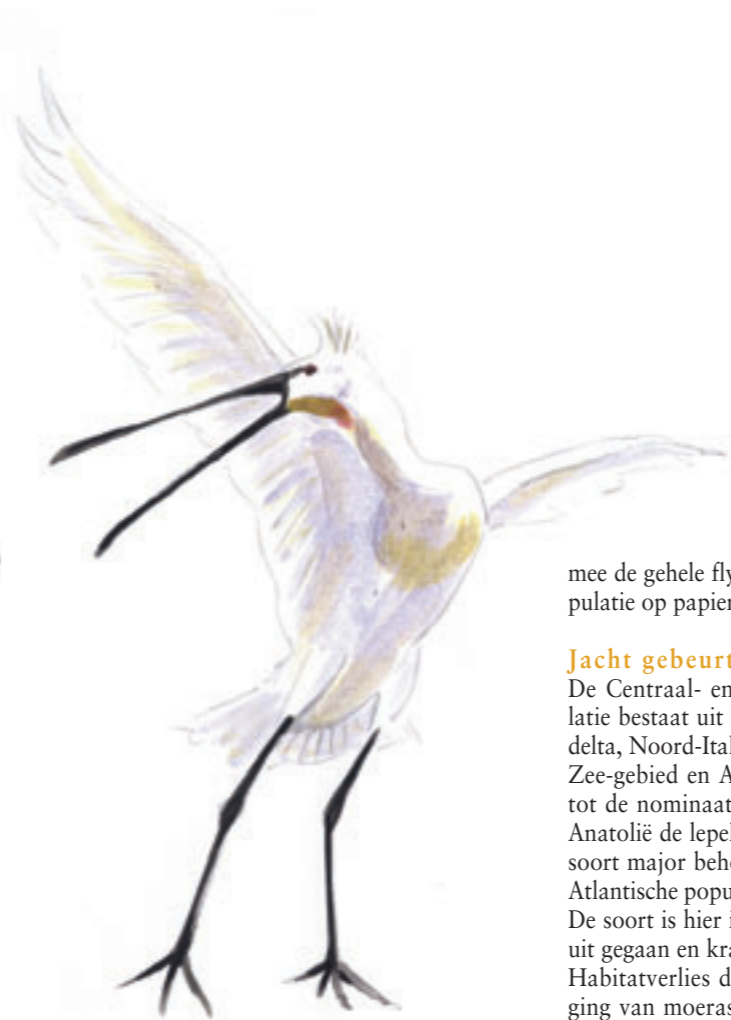 mee de gehele fly
pulatie op papier
Jacht gebeurt
De Centraal- en
latie bestaat uit
delta, Noord-Ital
Zee-gebied en A
tot de nominaat
Anatolië de lepel
soort major beho
Atlantische popu
De soort is hier i
uit gegaan en kra
Habitatverlies d
ging van moeras